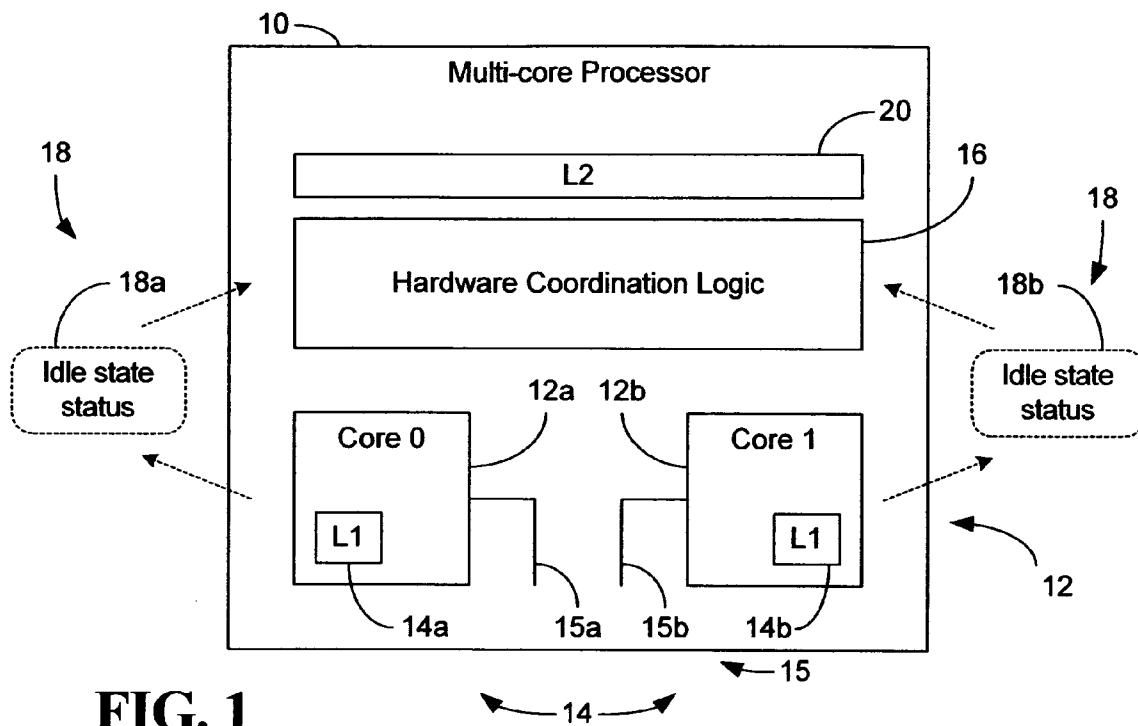 10
Multi-core Processor
20
18
L2
16
18
Hardware Coordination Logic
18a
18b
Idle state
status
Idle state
status
12a
12b
Core 0
Core 1
L1
L1
12
14a
15a
15b
14b
15
FIG. 1
14